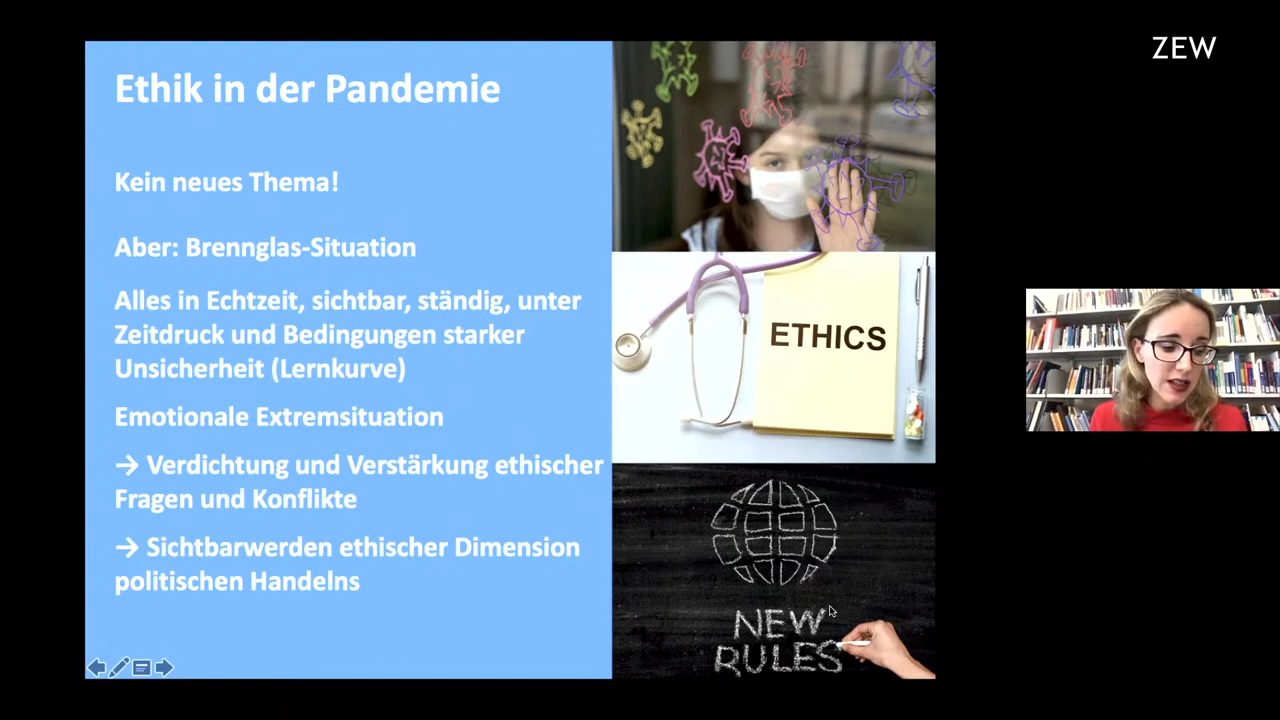 ZEW
Ethik in der Pandemie
Kein neues Thema!
Aber: Brennglas-Situation
Alles in Echtzeit, sichtbar, ständig, unter
Zeitdruck und Bedingungen starker
Unsicherheit (Lernkurve)
Emotionale Extremsituation
→ Verdichtung und Verstärkung ethischer
Fragen und Konflikte
→ Sichtbarwerden ethischer Dimension
politischen Handelns
ETHICS
NEW
RULES